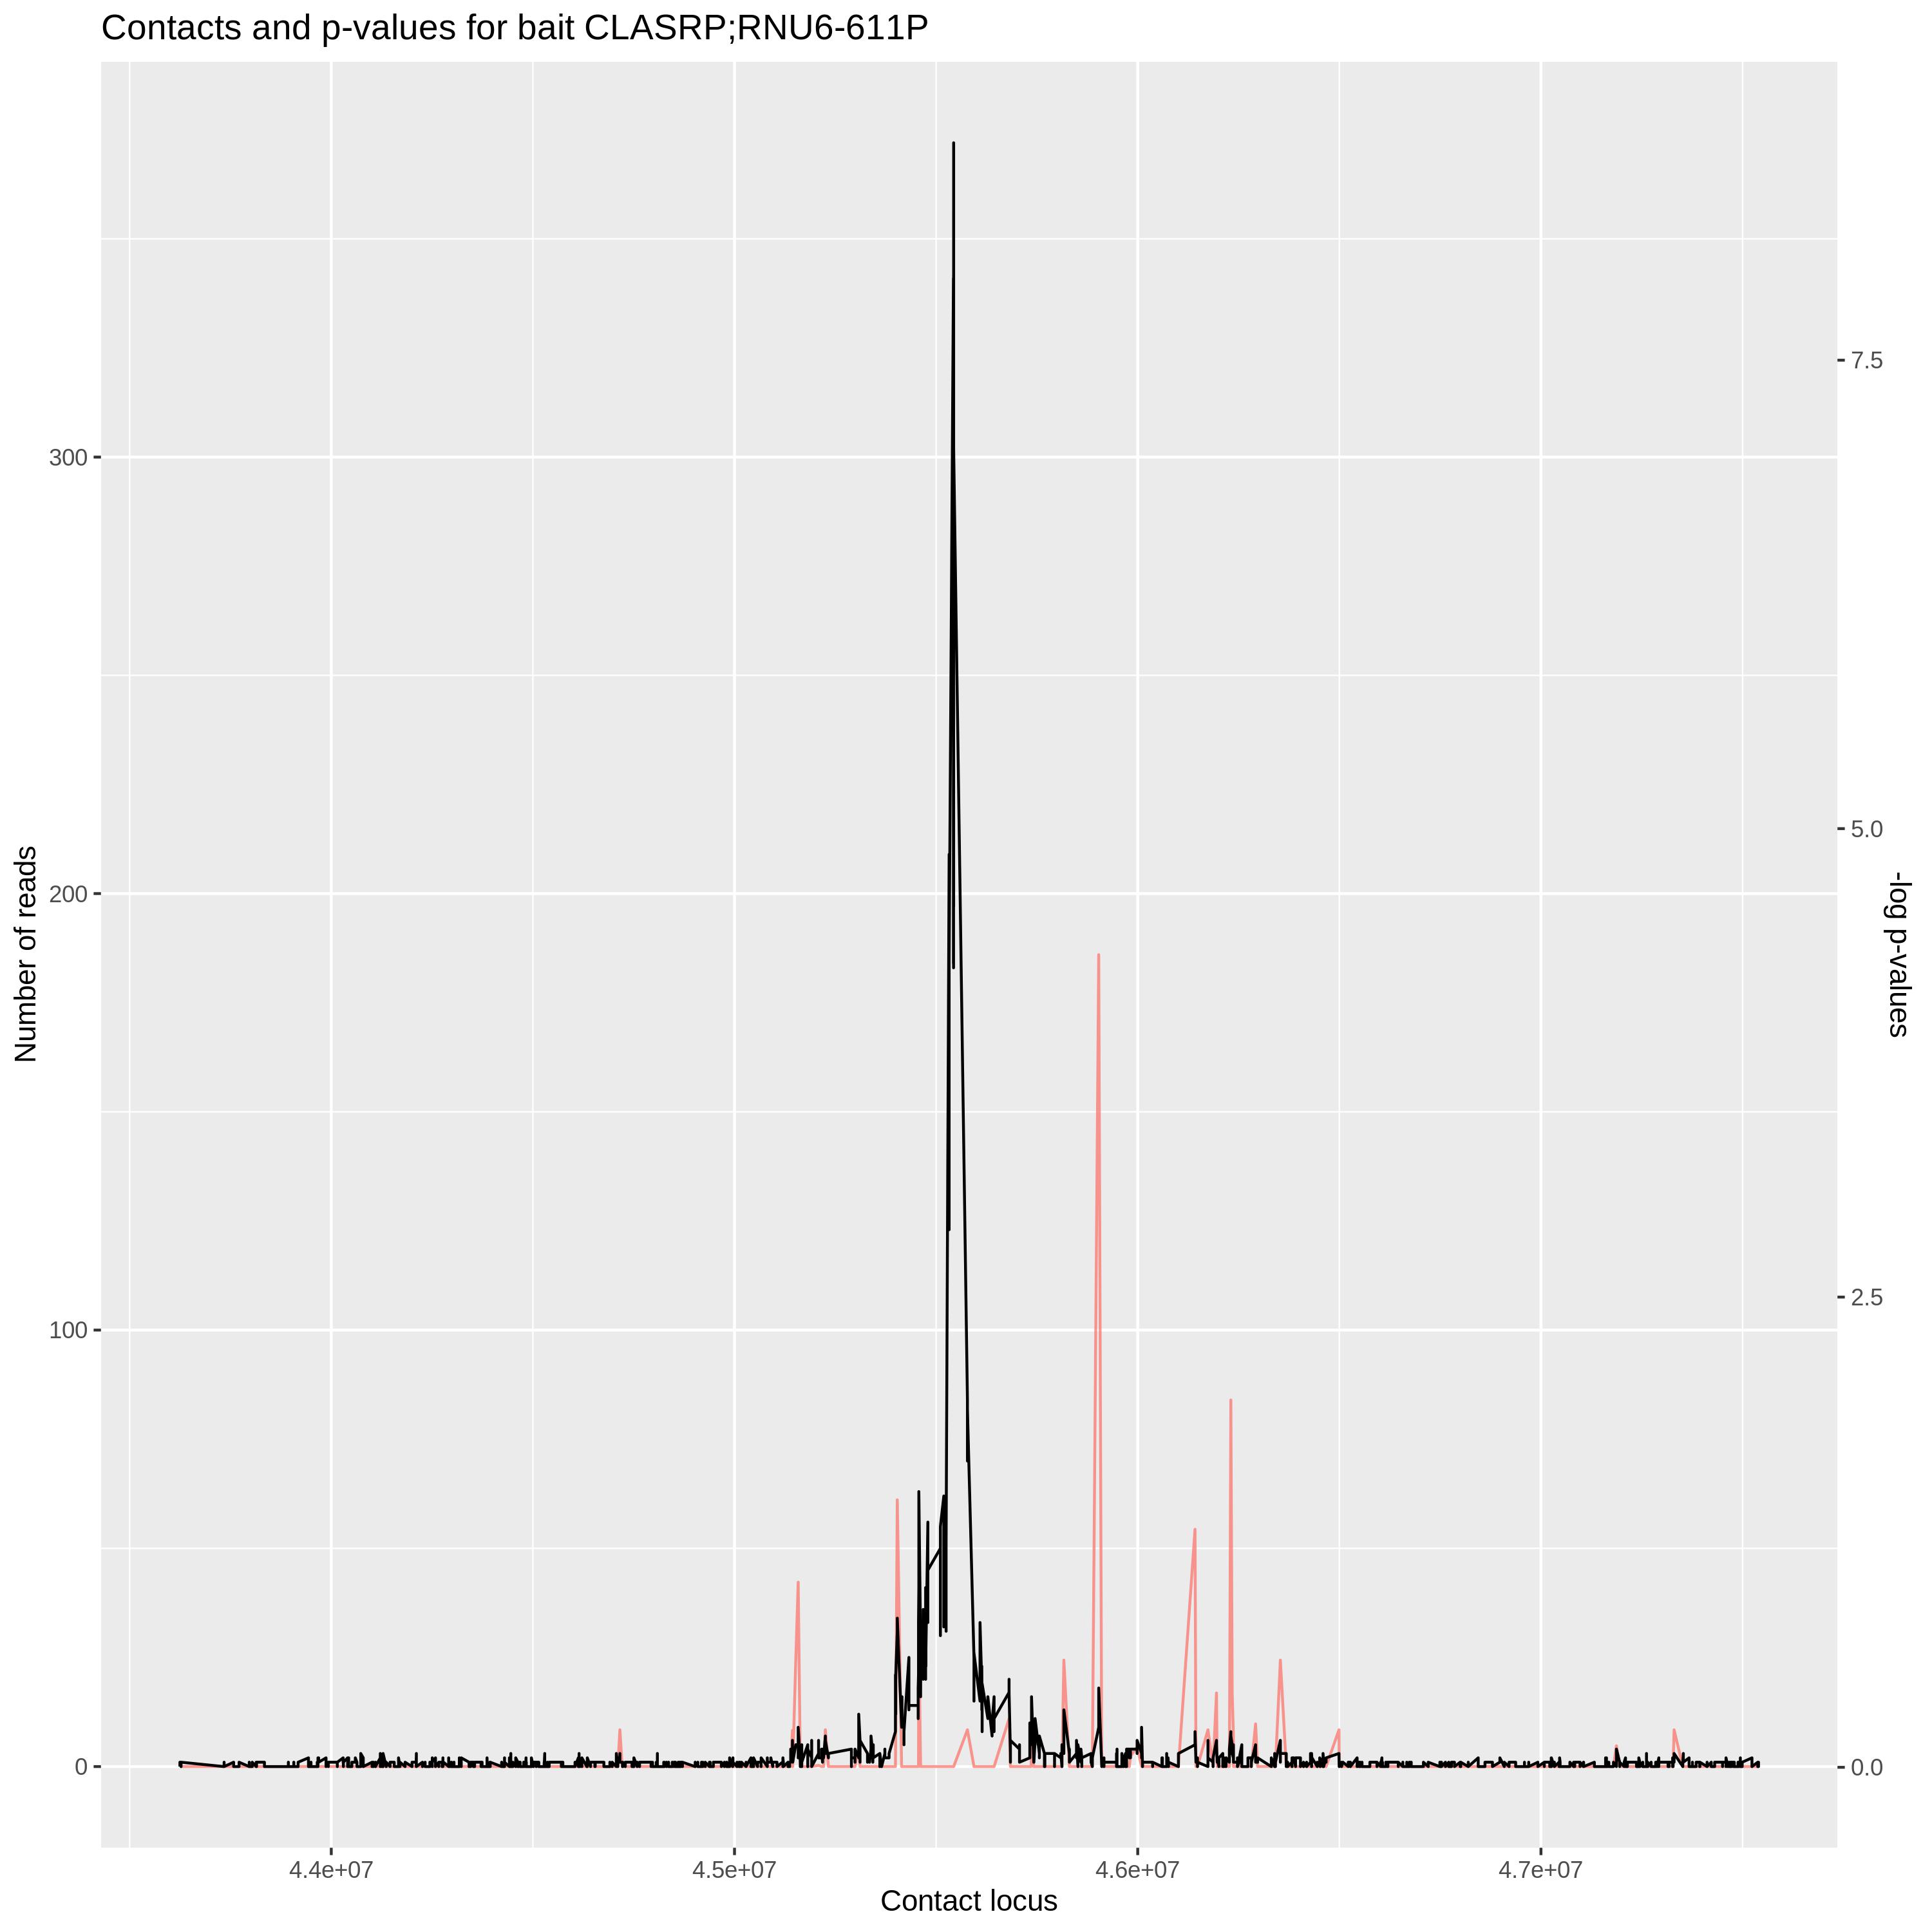 Contacts and p-values for bait CLASRP;RNU6-611P
Number of reads
300
200
100
0
7.5
5.0
2.5
0.0
-log p-values
4.4e+07
4.5e+07
4.6e+07
4.7e+07
Contact locus